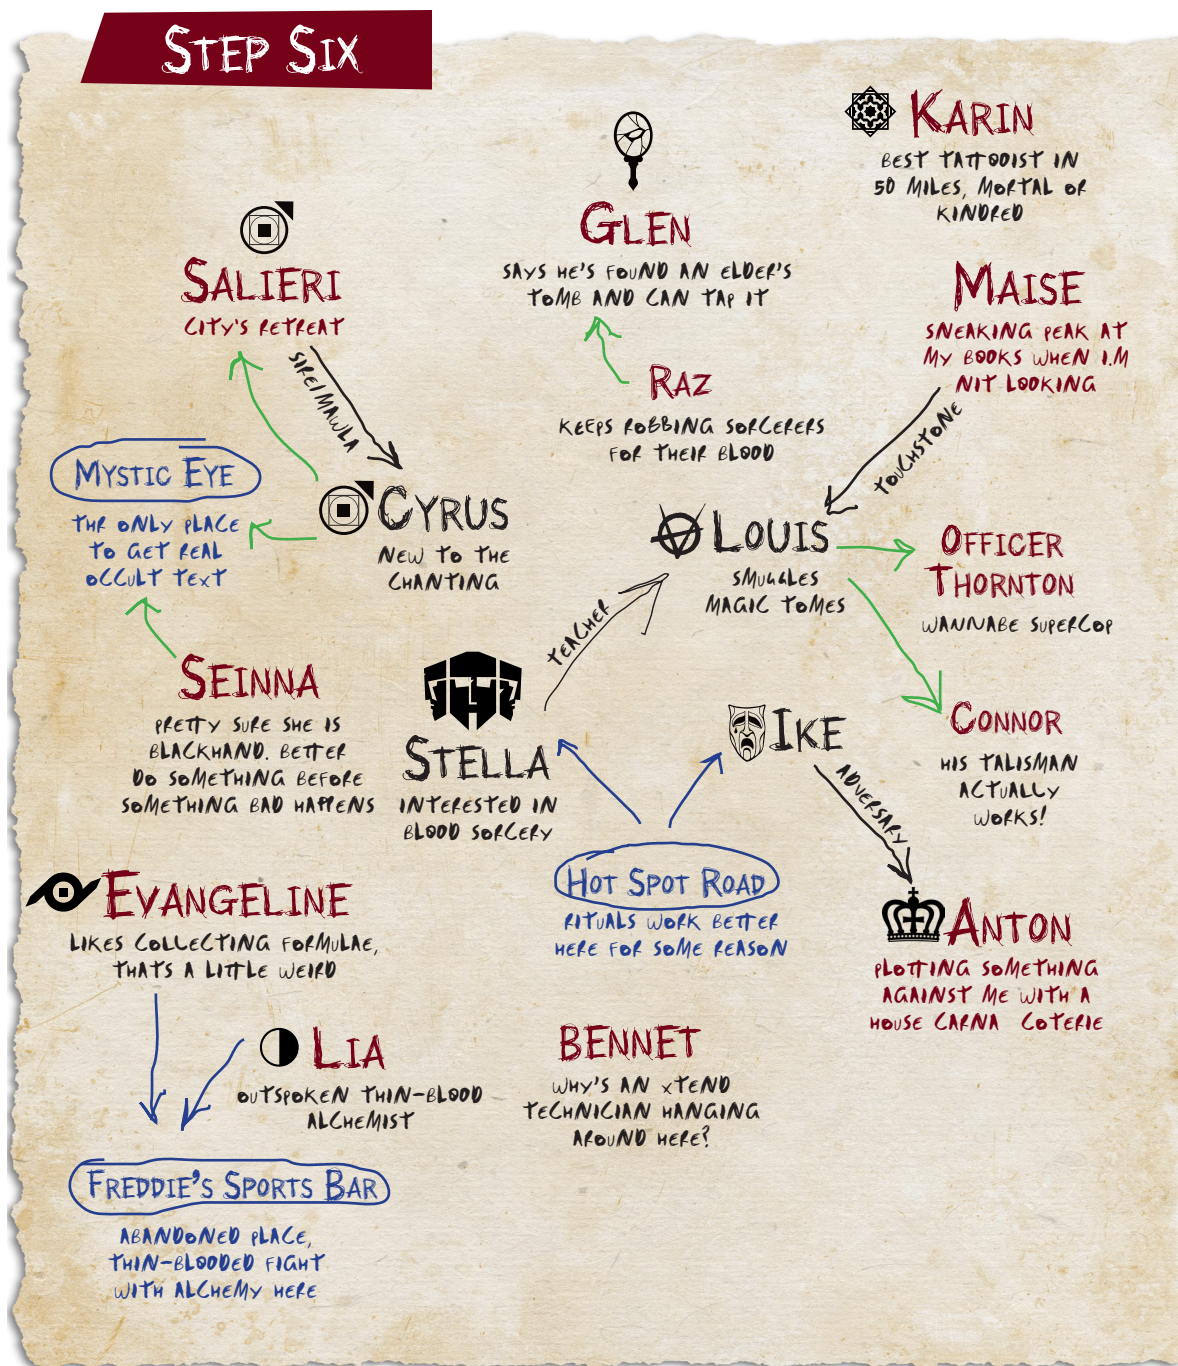 STEP SIX
KARIN
BEST TATTOOIST IN
50 MILES, MORTAL OR
KINDRED
GLEN
SAYS HE'S FOUND AN ELDER'S
TOMB AND CAN TAP IT
SALIERI
CITY'S RETREAT
SIRE/MAWLA
MAISE
SNEAKING PEAK AT
MY BOOKS WHEN I.M
NIT LOOKING
TOUCHSTONE
RAZ
KEEPS ROBBING SORCERERS
FOR THEIR BLOOD
MYSTIC EYE
THR ONLY PLACE
TO GET REAL
OCCULT TEXT
CYRUS
NEW TO THE
CHANTING
LOUIS
SMUGGLES
MAGIC TOMES
OFFICER
THORNTON
WANNABE SUPERCOP
TEACHER
SEINNA
PRETTY SURE SHE IS
BLACKHAND. BETTER
DO SOMETHING BEFORE
SOMETHING BAD HAPPENS
STELLA
INTERESTED IN
BLOOD SORCERY
IKE
ADVERSARY
CONNOR
HIS TALISMAN
ACTUALLY
WORKS!
EVANGELINE
LIKES COLLECTING FORMULAE,
THATS A LITTLE WEIRD
HOT SPOT ROAD
RITUALS WORK BETTER
HERE FOR SOME REASON
ANTON
PLOTTING SOMETHING
AGAINST ME WITH A
HOUSE CARNA COTERIE
LIA
OUTSPOKEN THIN-BLOOD
ALCHEMIST
BENNET
WHY'S AN XTEND
TECHNICIAN HANGING
AROUND HERE?
FREDDIE'S SPORTS BAR
ABANDONED PLACE,
THIN-BLOODED FIGHT
WITH ALCHEMY HERE